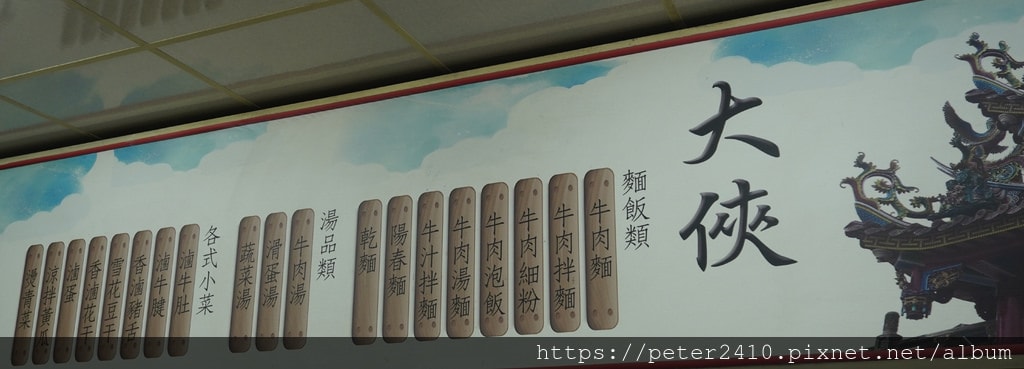 大俠
麵飯類
牛肉麵
牛肉拌麵
牛肉細粉
牛肉泡飯
牛肉湯麵
牛汁拌麵
陽春麵
乾麵
湯品類
牛肉湯
滑蛋湯
蔬菜湯
各式小菜
滷牛肚
滷牛腱
香滷豬舌
雪花豆干
香滷花干
滷蛋
涼拌黃瓜
燙青菜
https://peter2410.pixnet.net/album